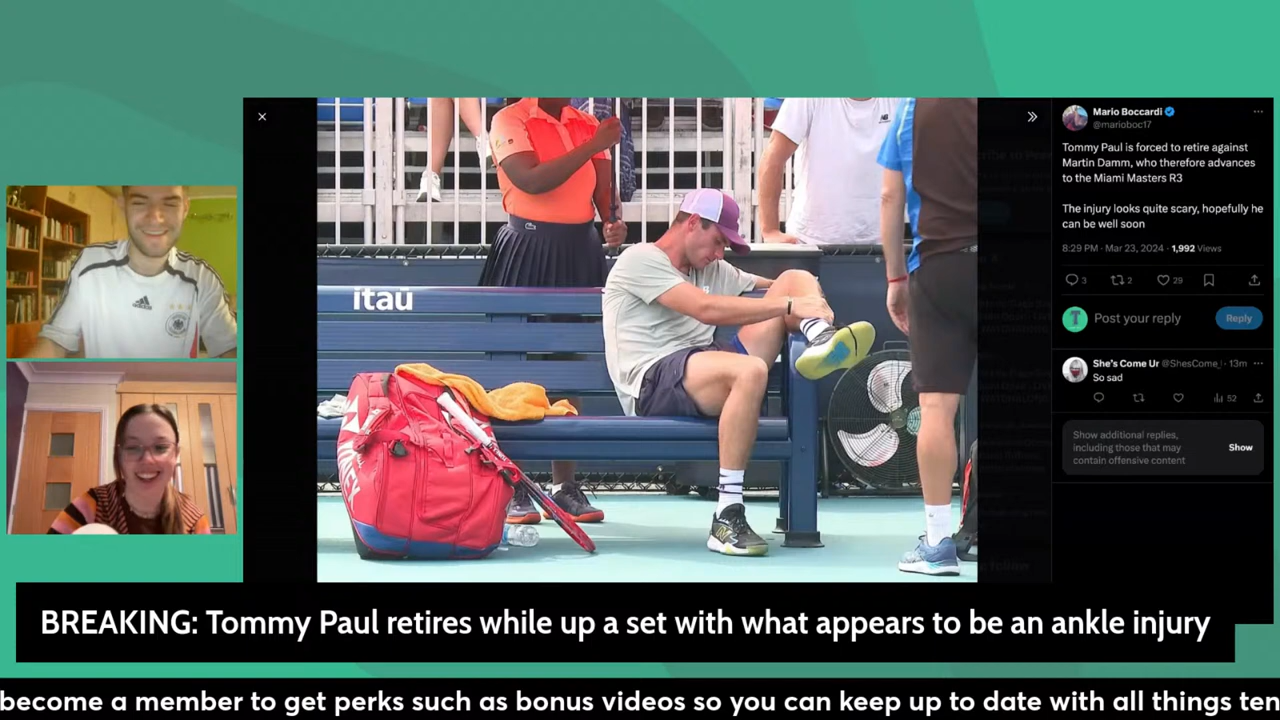 Mario Boccardi
@marioboc17
Tommy Paul is forced to retire against
Martin Damm, who therefore advances
to the Miami Masters R3
The injury looks quite scary, hopefully he
can be well soon
8:29 PM · Mar 23, 2024 · 1,992 Views
3 2 29
Post your reply
Reply
She's Come Ur @ShesCome_ · 13m
So sad
52
Show additional replies,
including those that may
contain offensive content
Show
itaú
BREAKING: Tommy Paul retires while up a set with what appears to be an ankle injury
become a member to get perks such as bonus videos so you can keep up to date with all things ten